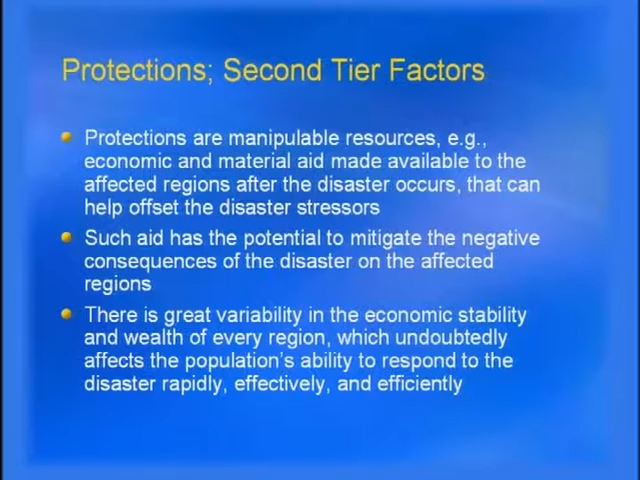 Protections; Second Tier Factors
Protections are manipulable resources, e.g.,
economic and material aid made available to the
affected regions after the disaster occurs, that can
help offset the disaster stressors
Such aid has the potential to mitigate the negative
consequences of the disaster on the affected
regions
There is great variability in the economic stability
and wealth of every region, which undoubtedly
affects the population's ability to respond to the
disaster rapidly, effectively, and efficiently